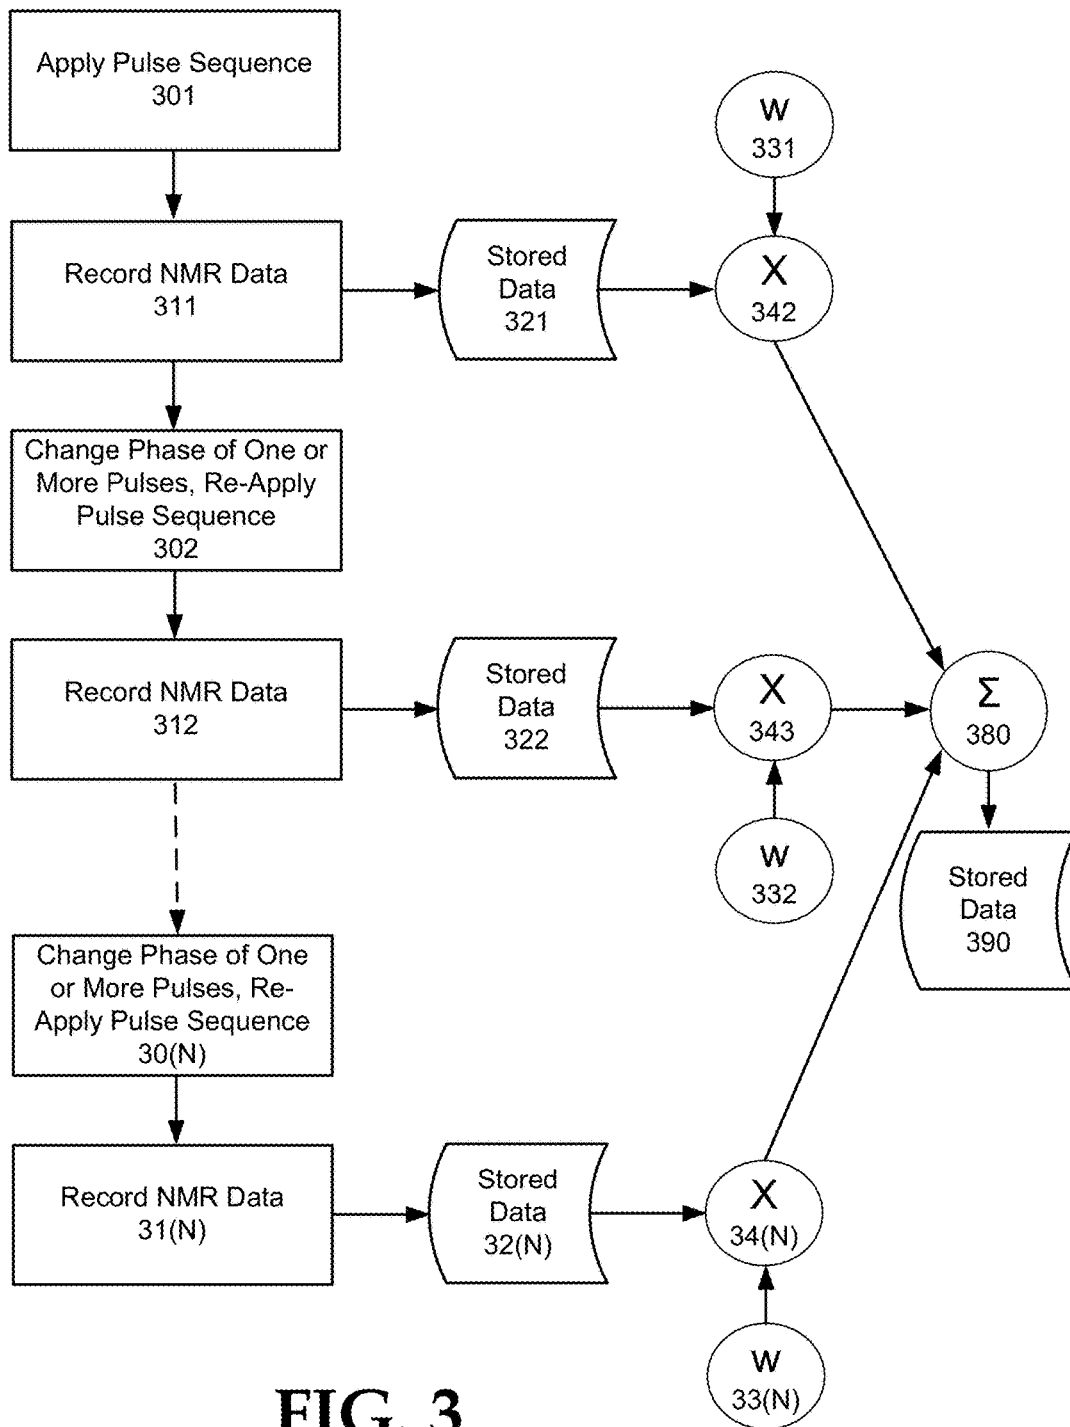 Apply Pulse Sequence
301
W
331
Record NMR Data
311
Stored
Data
321
X
342
Change Phase of One or
More Pulses, Re-Apply
Pulse Sequence
302
Record NMR Data
312
Stored
Data
322
X
343
Σ
380
W
332
Stored
Data
390
Change Phase of One
or More Pulses, Re-
Apply Pulse Sequence
30(N)
Record NMR Data
31(N)
Stored
Data
32(N)
X
34(N)
W
33(N)
FIG. 3